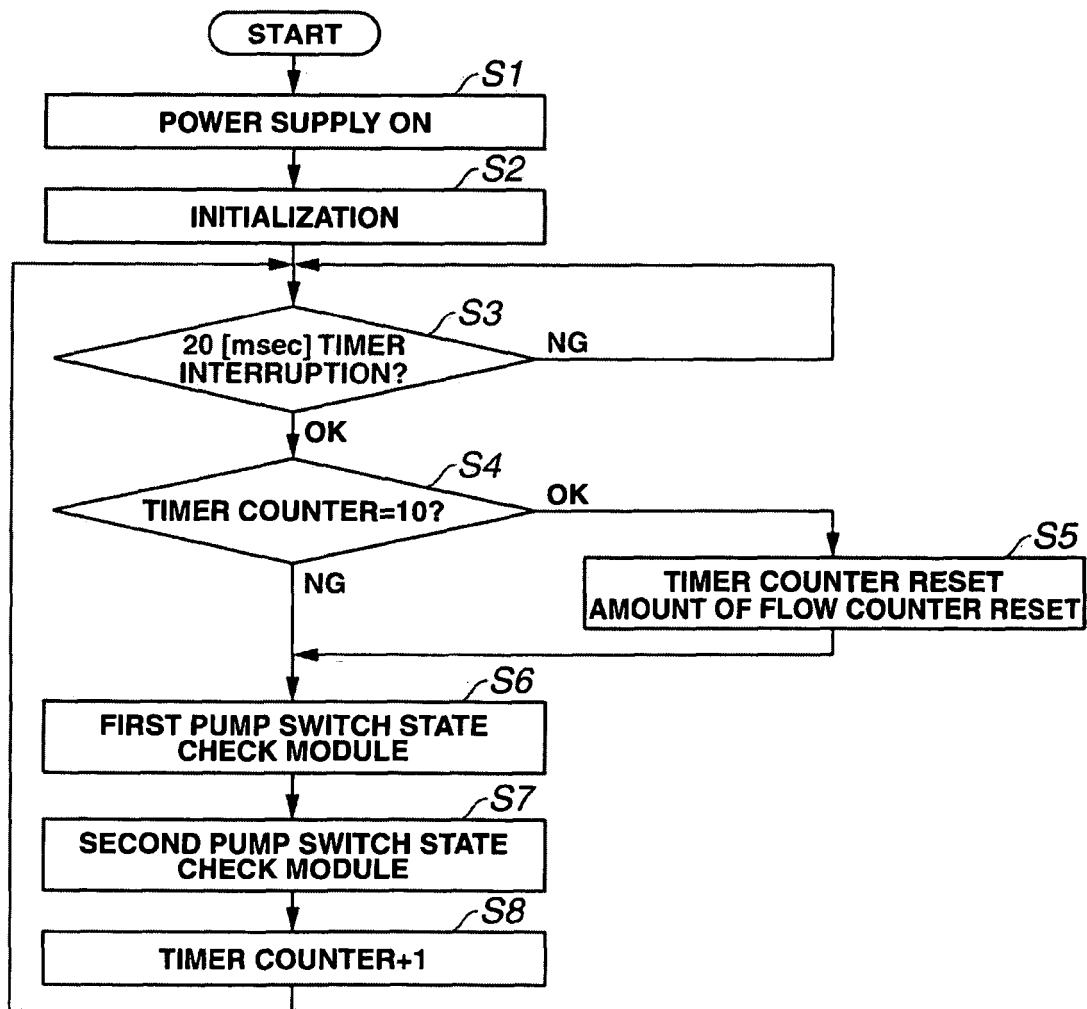 START
S1
POWER SUPPLY ON
S2
INITIALIZATION
S3
20 [msec] TIMER
INTERRUPTION?
NG
OK
S4
TIMER COUNTER=10?
OK
NG
S5
TIMER COUNTER RESET
AMOUNT OF FLOW COUNTER RESET
S6
FIRST PUMP SWITCH STATE
CHECK MODULE
S7
SECOND PUMP SWITCH STATE
CHECK MODULE
S8
TIMER COUNTER+1